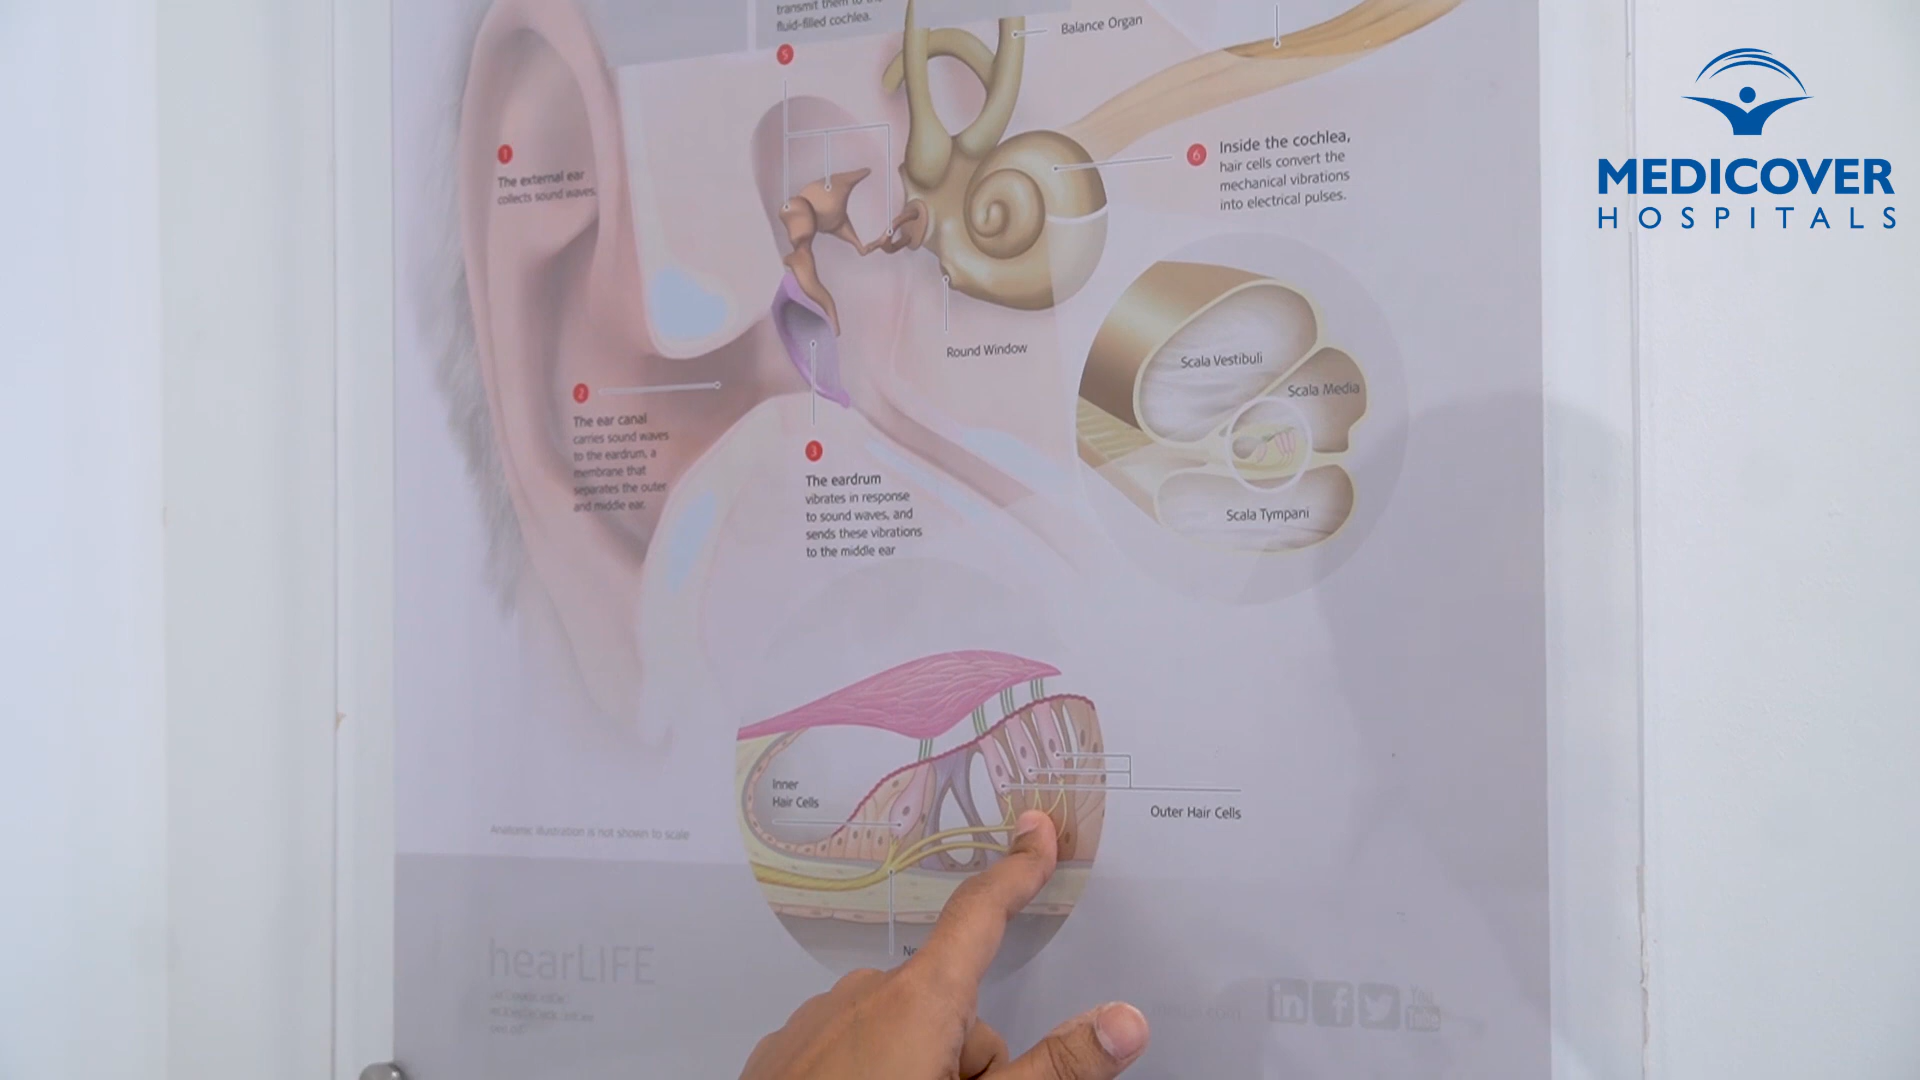 transmit them to the
fluid-filled cochlea.
5
Balance Organ
1
The external ear
collects sound waves.
6
Inside the cochlea,
hair cells convert the
mechanical vibrations
into electrical pulses.
MEDICOVER
HOSPITALS
Round Window
Scala Vestibuli
Scala Media
Scala Tympani
2
The ear canal
carries sound waves
to the eardrum, a
membrane that
separates the outer
and middle ear.
3
The eardrum
vibrates in response
to sound waves, and
sends these vibrations
to the middle ear
Inner
Hair Cells
Outer Hair Cells
Anatomic illustration is not shown to scale
hearLIFE
in
f
You
Tube